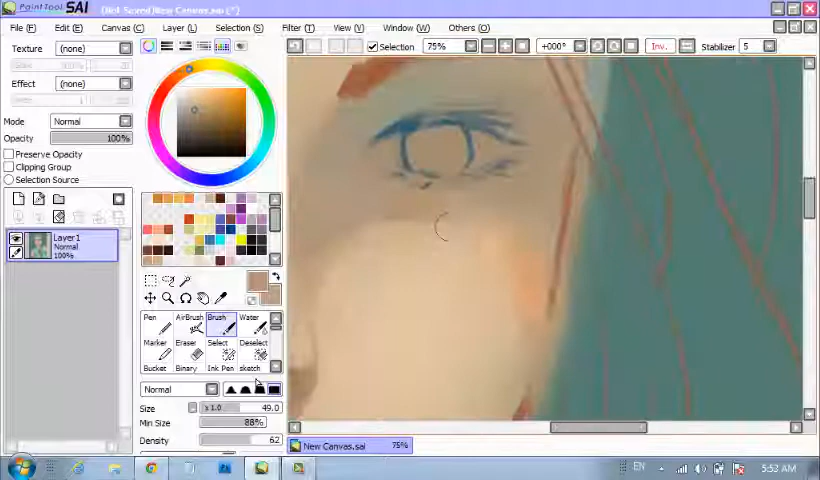 PaintTool SAI (Not Saved)New Canvas.sai (*)
File (F) Edit (E) Canvas (C) Layer (L) Selection (S) Filter (T) View (V) Window (W) Others (O)
Texture (none)
Effect (none)
Mode Normal
Opacity 100%
Preserve Opacity
Clipping Group
Selection Source
Layer1
Normal
100%
Selection 75% +000° Inv. Stabilizer 5
Pen AirBrush Brush Water
Marker Eraser Select Deselect
Bucket Binary Ink Pen sketch
Normal
Size x 1.0 49.0
Min Size 88%
Density 62
New Canvas.sai 75%
EN 5:53 AM